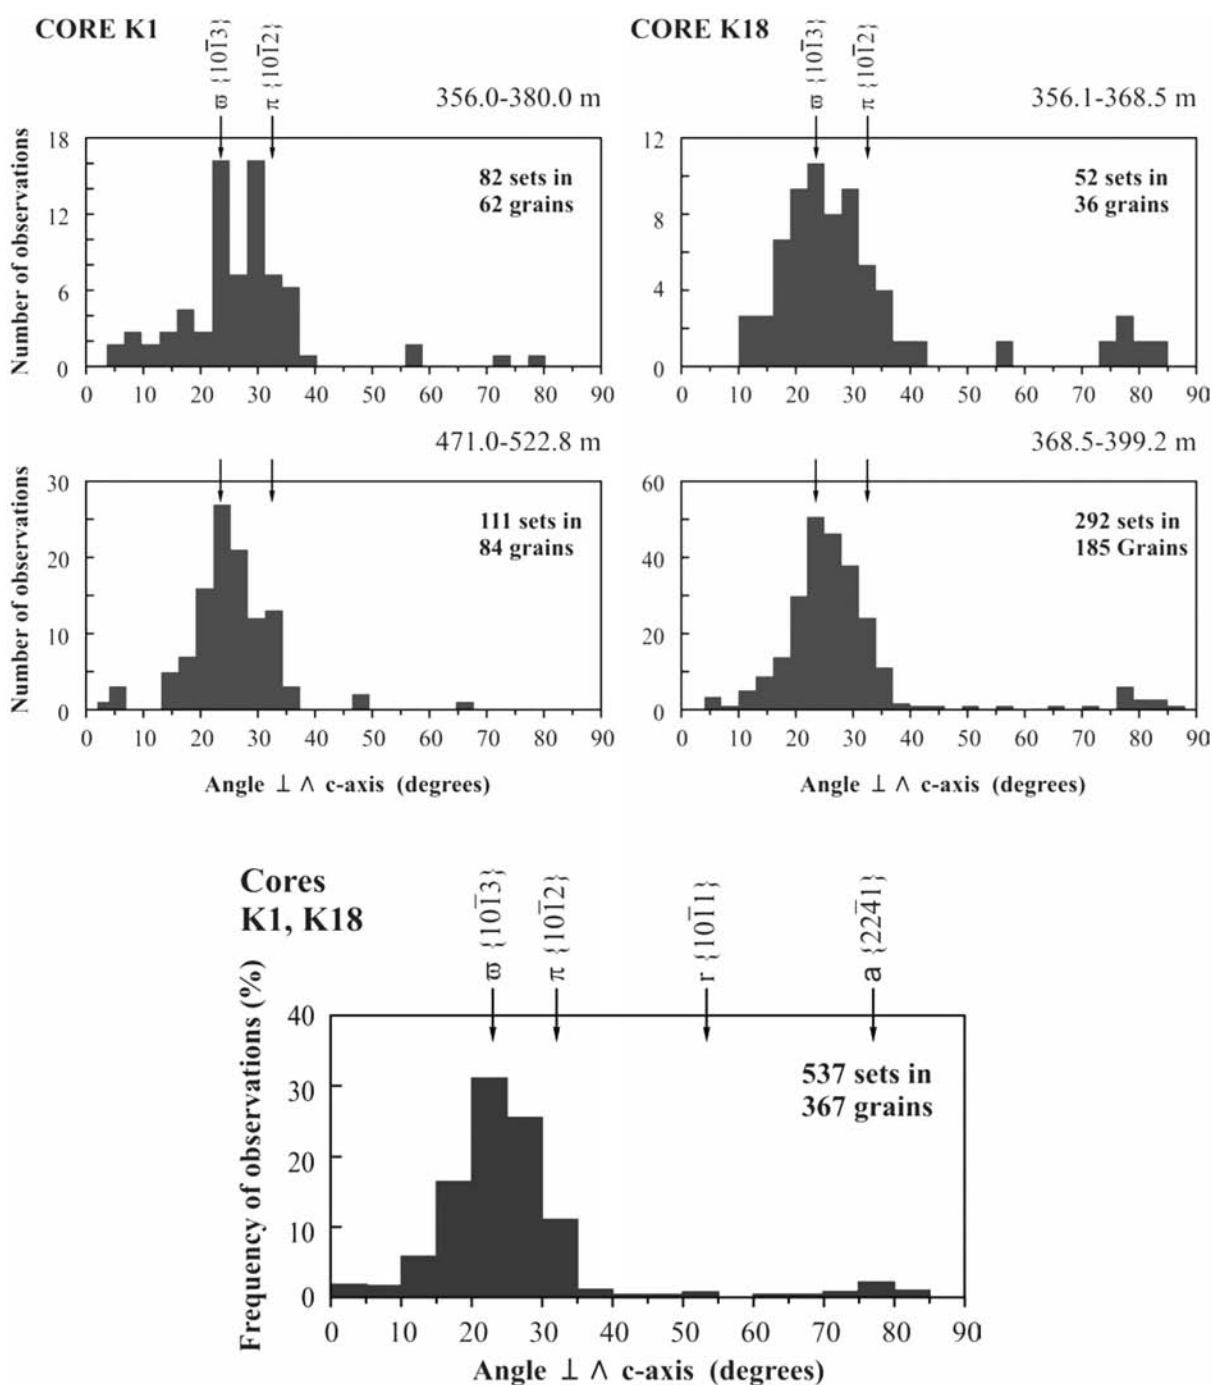 CORE K1
ϖ {101̅3}
π {101̅2}
356.0-380.0 m
Number of observations
18
12
6
0
82 sets in
62 grains
0 10 20 30 40 50 60 70 80 90
CORE K18
ϖ {101̅3}
π {101̅2}
356.1-368.5 m
12
8
4
0
52 sets in
36 grains
0 10 20 30 40 50 60 70 80 90
471.0-522.8 m
Number of observations
30
20
10
0
111 sets in
84 grains
0 10 20 30 40 50 60 70 80 90
Angle ⊥ ∧ c-axis (degrees)
368.5-399.2 m
60
40
20
0
292 sets in
185 Grains
0 10 20 30 40 50 60 70 80 90
Angle ⊥ ∧ c-axis (degrees)
Cores
K1, K18
ϖ {101̅3}
π {101̅2}
r {101̅1}
a {224̅1}
Frequency of observations (%)
40
30
20
10
0
537 sets in
367 grains
0 10 20 30 40 50 60 70 80 90
Angle ⊥ ∧ c-axis (degrees)